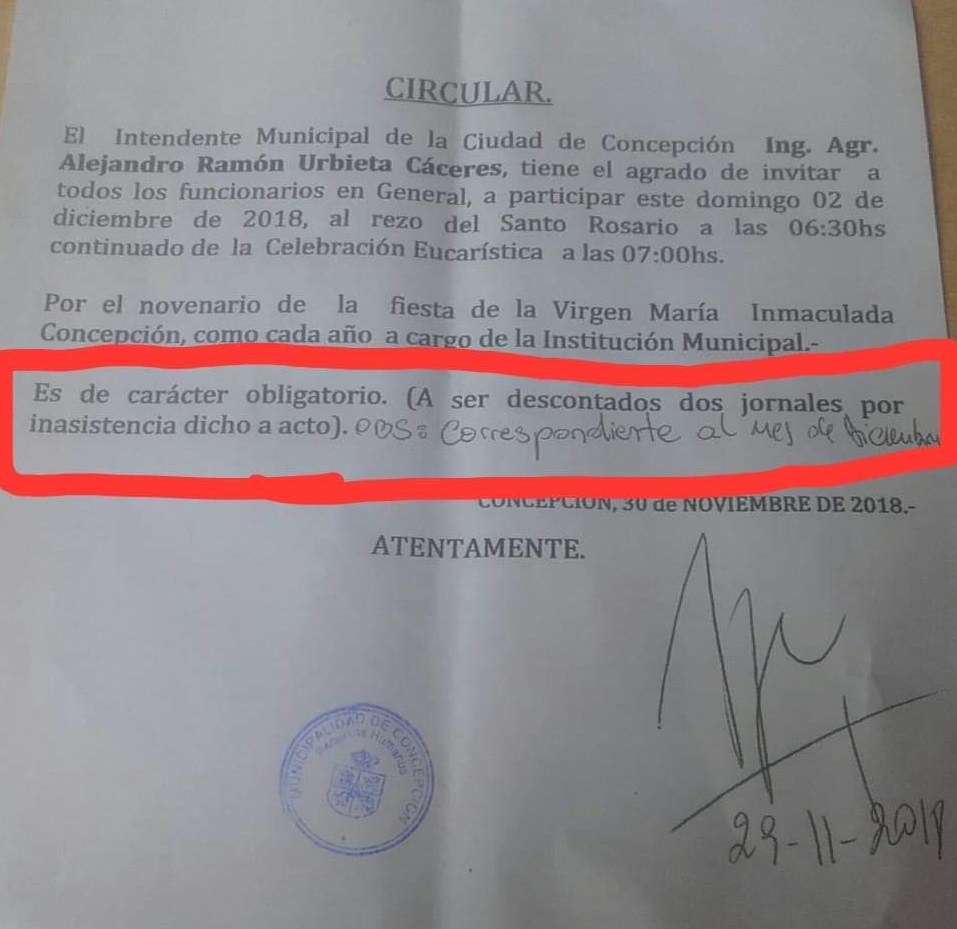 CIRCULAR.
El Intendente Municipal de la Ciudad de Concepción Ing. Agr.
Alejandro Ramón Urbieta Cáceres, tiene el agrado de invitar a
todos los funcionarios en General, a participar este domingo 02 de
diciembre de 2018, al rezo del Santo Rosario a las 06:30hs
continuado de la Celebración Eucarística a las 07:00hs.
Por el novenario de la fiesta de la Virgen María Inmaculada
Concepción, como cada año a cargo de la Institución Municipal.-
Es de carácter obligatorio. (A ser descontados dos jornales por
inasistencia dicho a acto). OBS: Correspondiente al mes de Diciembre
CONCEPCION, 30 de NOVIEMBRE DE 2018.-
ATENTAMENTE.
MUNICIPALIDAD DE CONCEPCION
Recursos Humanos
29-11-2018